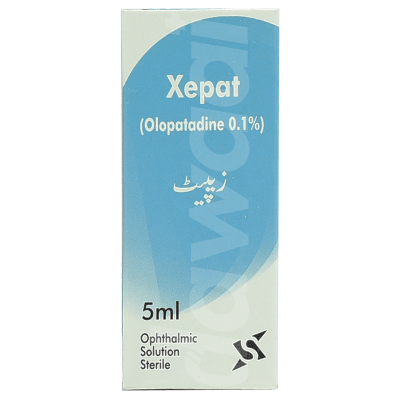 Xepat
(Olopatadine 0.1%)
زیپیٹ
5ml
Ophthalmic
Solution
Sterile